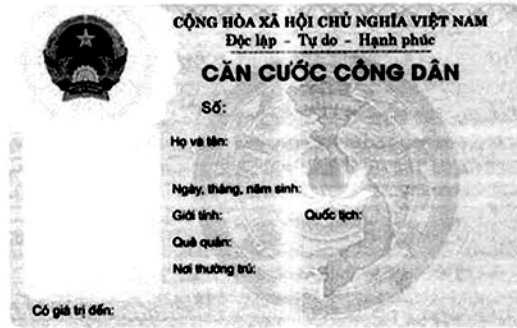 CỘNG HÒA XÃ HỘI CHỦ NGHĨA VIỆT NAM
Độc lập - Tự do - Hạnh phúc
CĂN CƯỚC CÔNG DÂN
Số:
Họ và tên:
Ngày, tháng, năm sinh:
Giới tính: Quốc tịch:
Quê quán:
Nơi thường trú:
Có giá trị đến: